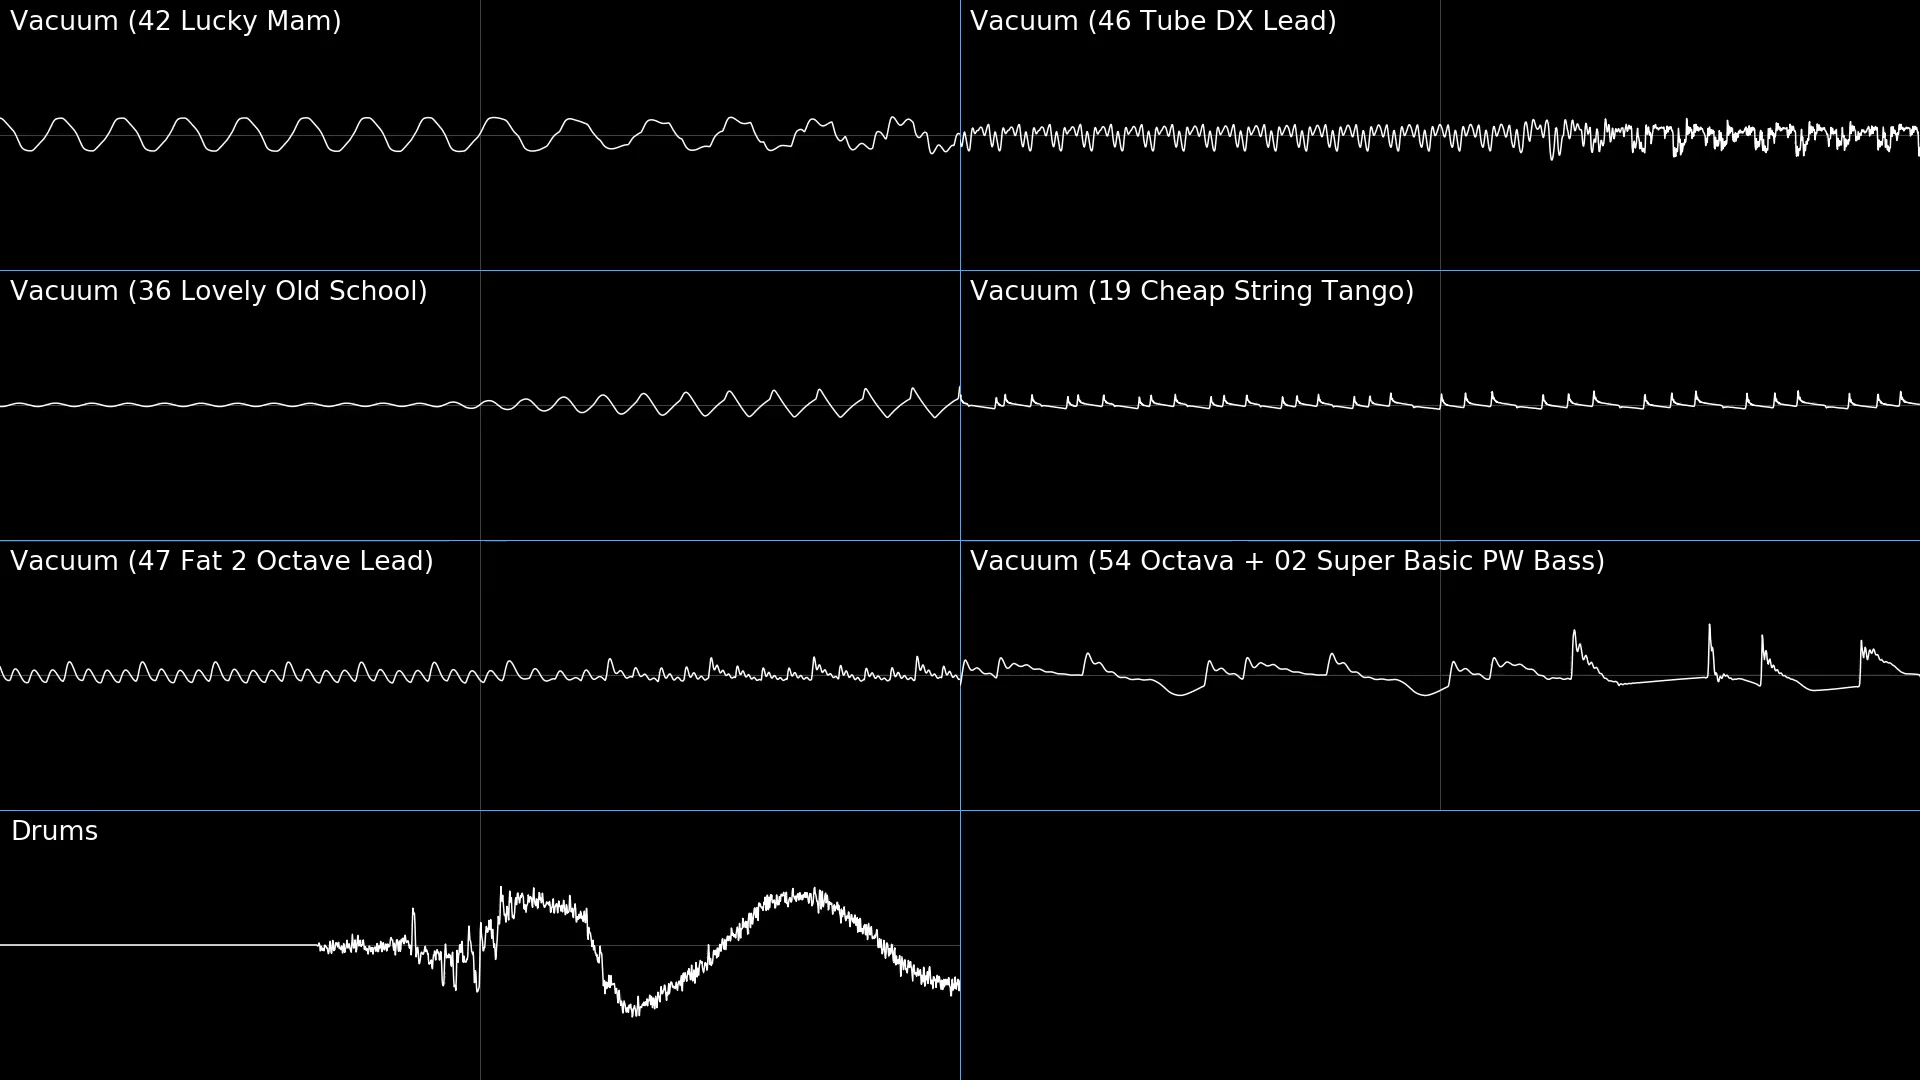 Vacuum (42 Lucky Mam)
Vacuum (46 Tube DX Lead)
Vacuum (36 Lovely Old School)
Vacuum (19 Cheap String Tango)
Vacuum (47 Fat 2 Octave Lead)
Vacuum (54 Octava + 02 Super Basic PW Bass)
Drums